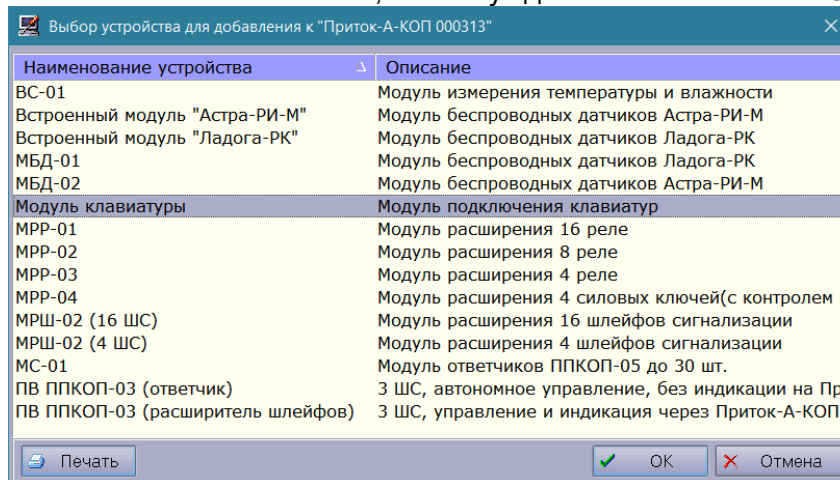 Выбор устройства для добавления к "Приток-А-КОП 000313"
Наименование устройства Описание
ВС-01 Модуль измерения температуры и влажности
Встроенный модуль "Астра-РИ-М" Модуль беспроводных датчиков Астра-РИ-М
Встроенный модуль "Ладога-РК" Модуль беспроводных датчиков Ладога-РК
МБД-01 Модуль беспроводных датчиков Ладога-РК
МБД-02 Модуль беспроводных датчиков Астра-РИ-М
Модуль клавиатуры Модуль подключения клавиатур
МРР-01 Модуль расширения 16 реле
МРР-02 Модуль расширения 8 реле
МРР-03 Модуль расширения 4 реле
МРР-04 Модуль расширения 4 силовых ключей(с контролем
МРШ-02 (16 ШС) Модуль расширения 16 шлейфов сигнализации
МРШ-02 (4 ШС) Модуль расширения 4 шлейфов сигнализации
МС-01 Модуль ответчиков ППКОП-05 до 30 шт.
ПВ ППКОП-03 (ответчик) 3 ШС, автономное управление, без индикации на Пр
ПВ ППКОП-03 (расширитель шлейфов) 3 ШС, управление и индикация через Приток-А-КОП
Печать OK Отмена